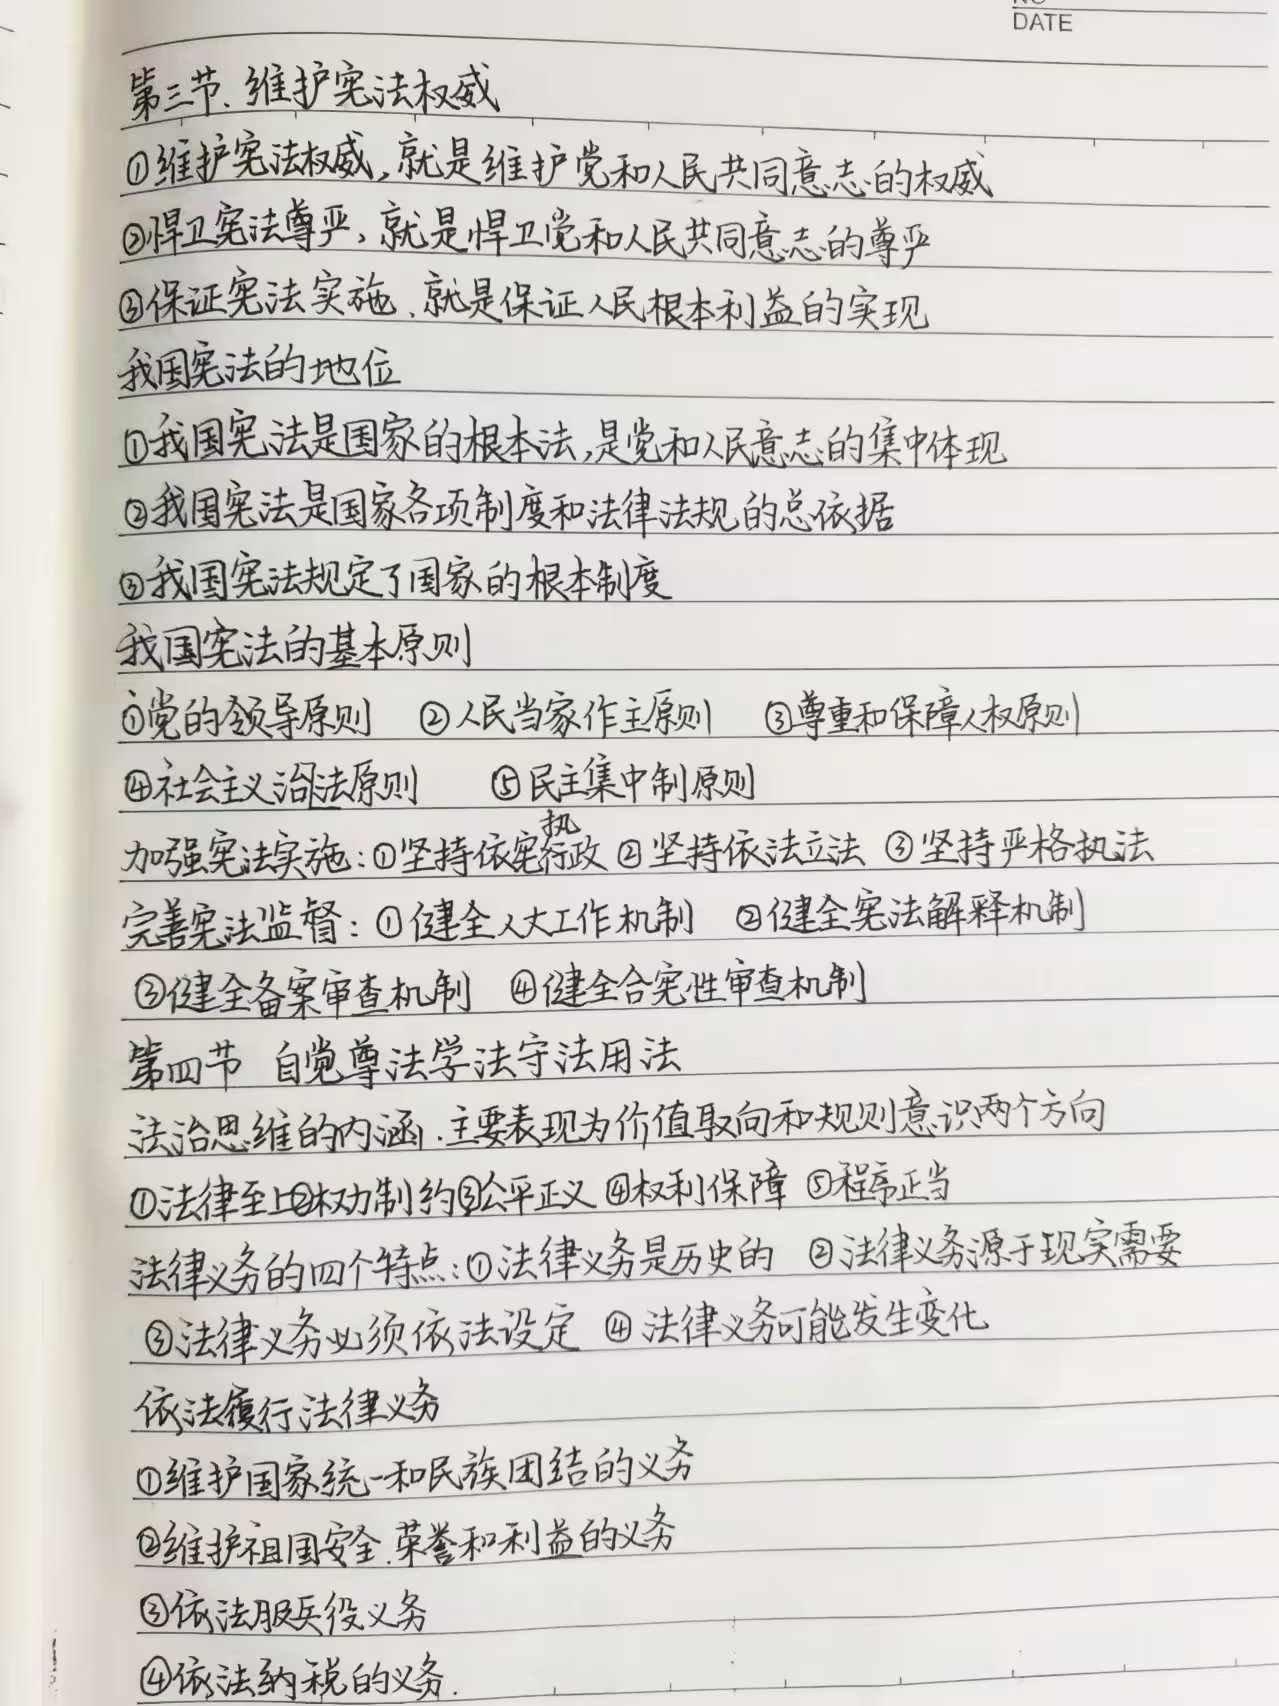 DATE
第三节、维护宪法权威
①维护宪法权威,就是维护党和人民共同意志的权威
②悍卫宪法尊严,就是悍卫党和人民共同意志的尊严
③保证宪法实施、就是保证人民根本利益的实现
我国宪法的地位
①我国宪法是国家的根本法,是党和人民意志的集中体现
②我国宪法是国家各项制度和法律法规的总依据
③我国宪法规定了国家的根本制度
我国宪法的基本原则
①党的领导原则 ②人民当家作主原则 ③尊重和保障人权原则
④社会主义治法原则 ⑤民主集中制原则
加强宪法实施:①坚持依宪执行政 ②坚持依法立法 ③坚持严格执法
完善宪法监督:①健全人大工作机制 ②健全宪法解释机制
③健全备案审查机制 ④健全合宪性审查机制
第四节 自觉尊法学法守法用法
法治思维的内涵、主要表现为价值取向和规则意识两个方向
①法律至上②权力制约③公平正义 ④权利保障 ⑤程序正当
法律义务的四个特点:①法律义务是历史的 ②法律义务源于现实需要
③法律义务必须依法设定 ④法律义务可能发生变化
依法履行法律义务
①维护国家统一和民族团结的义务
②维护祖国安全、荣誉和利益的义务
③依法服兵役义务
④依法纳税的义务.